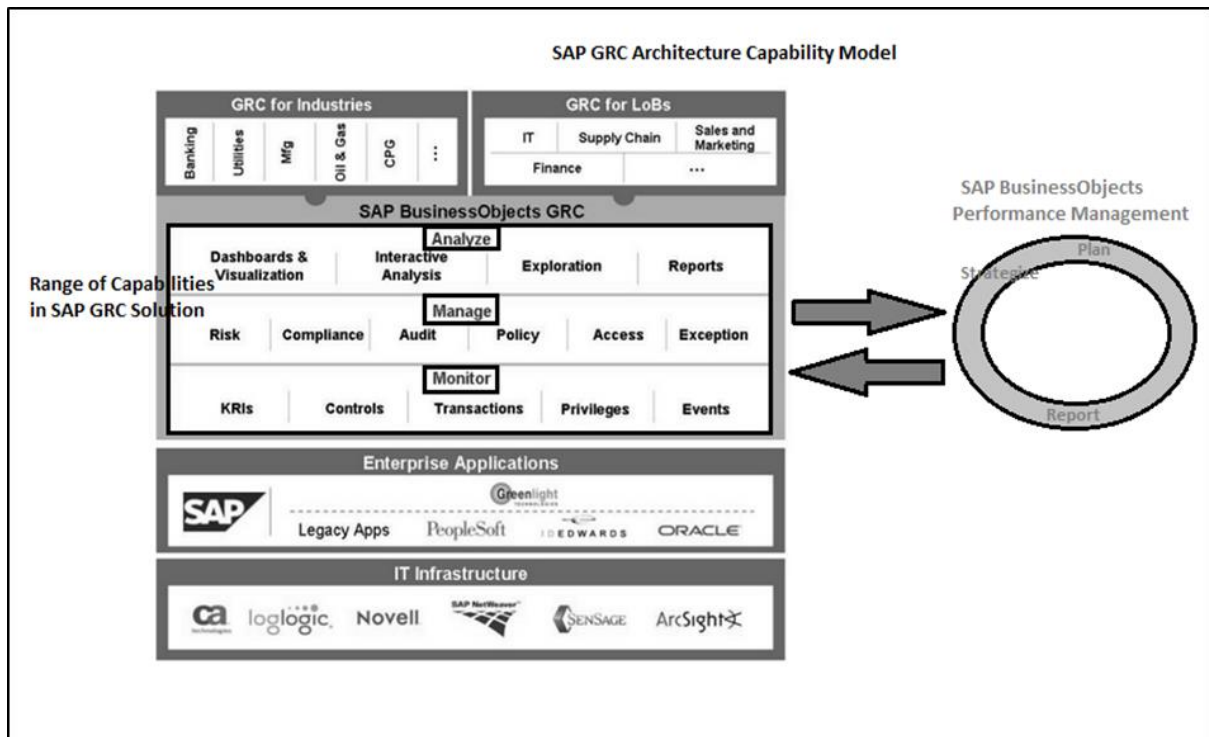 SAP GRC Architecture Capability Model
GRC for Industries
GRC for LoBs
Banking
Utilities
Mfg
Oil & Gas
CPG
...
IT
Supply Chain
Sales and
Marketing
Finance
...
SAP BusinessObjects GRC
Analyze
Dashboards &
Visualization
Interactive
Analysis
Exploration
Reports
Range of Capabilities
in SAP GRC Solution
Manage
Risk
Compliance
Audit
Policy
Access
Exception
Monitor
KRIs
Controls
Transactions
Privileges
Events
SAP BusinessObjects
Performance Management
Plan
Strategize
Report
Enterprise Applications
SAP
Greenlight
TECHNOLOGIES
Legacy Apps
PeopleSoft
JDEDWARDS
ORACLE
IT Infrastructure
ca
technologies
loglogic
Novell
SAP NetWeaver
SENSAGE
ArcSight